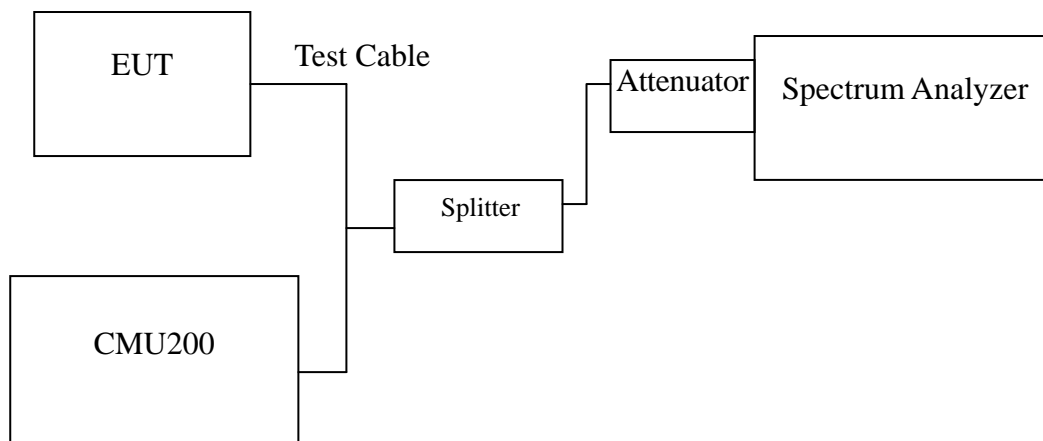 EUT
Test Cable
Attenuator
Spectrum Analyzer
Splitter
CMU200